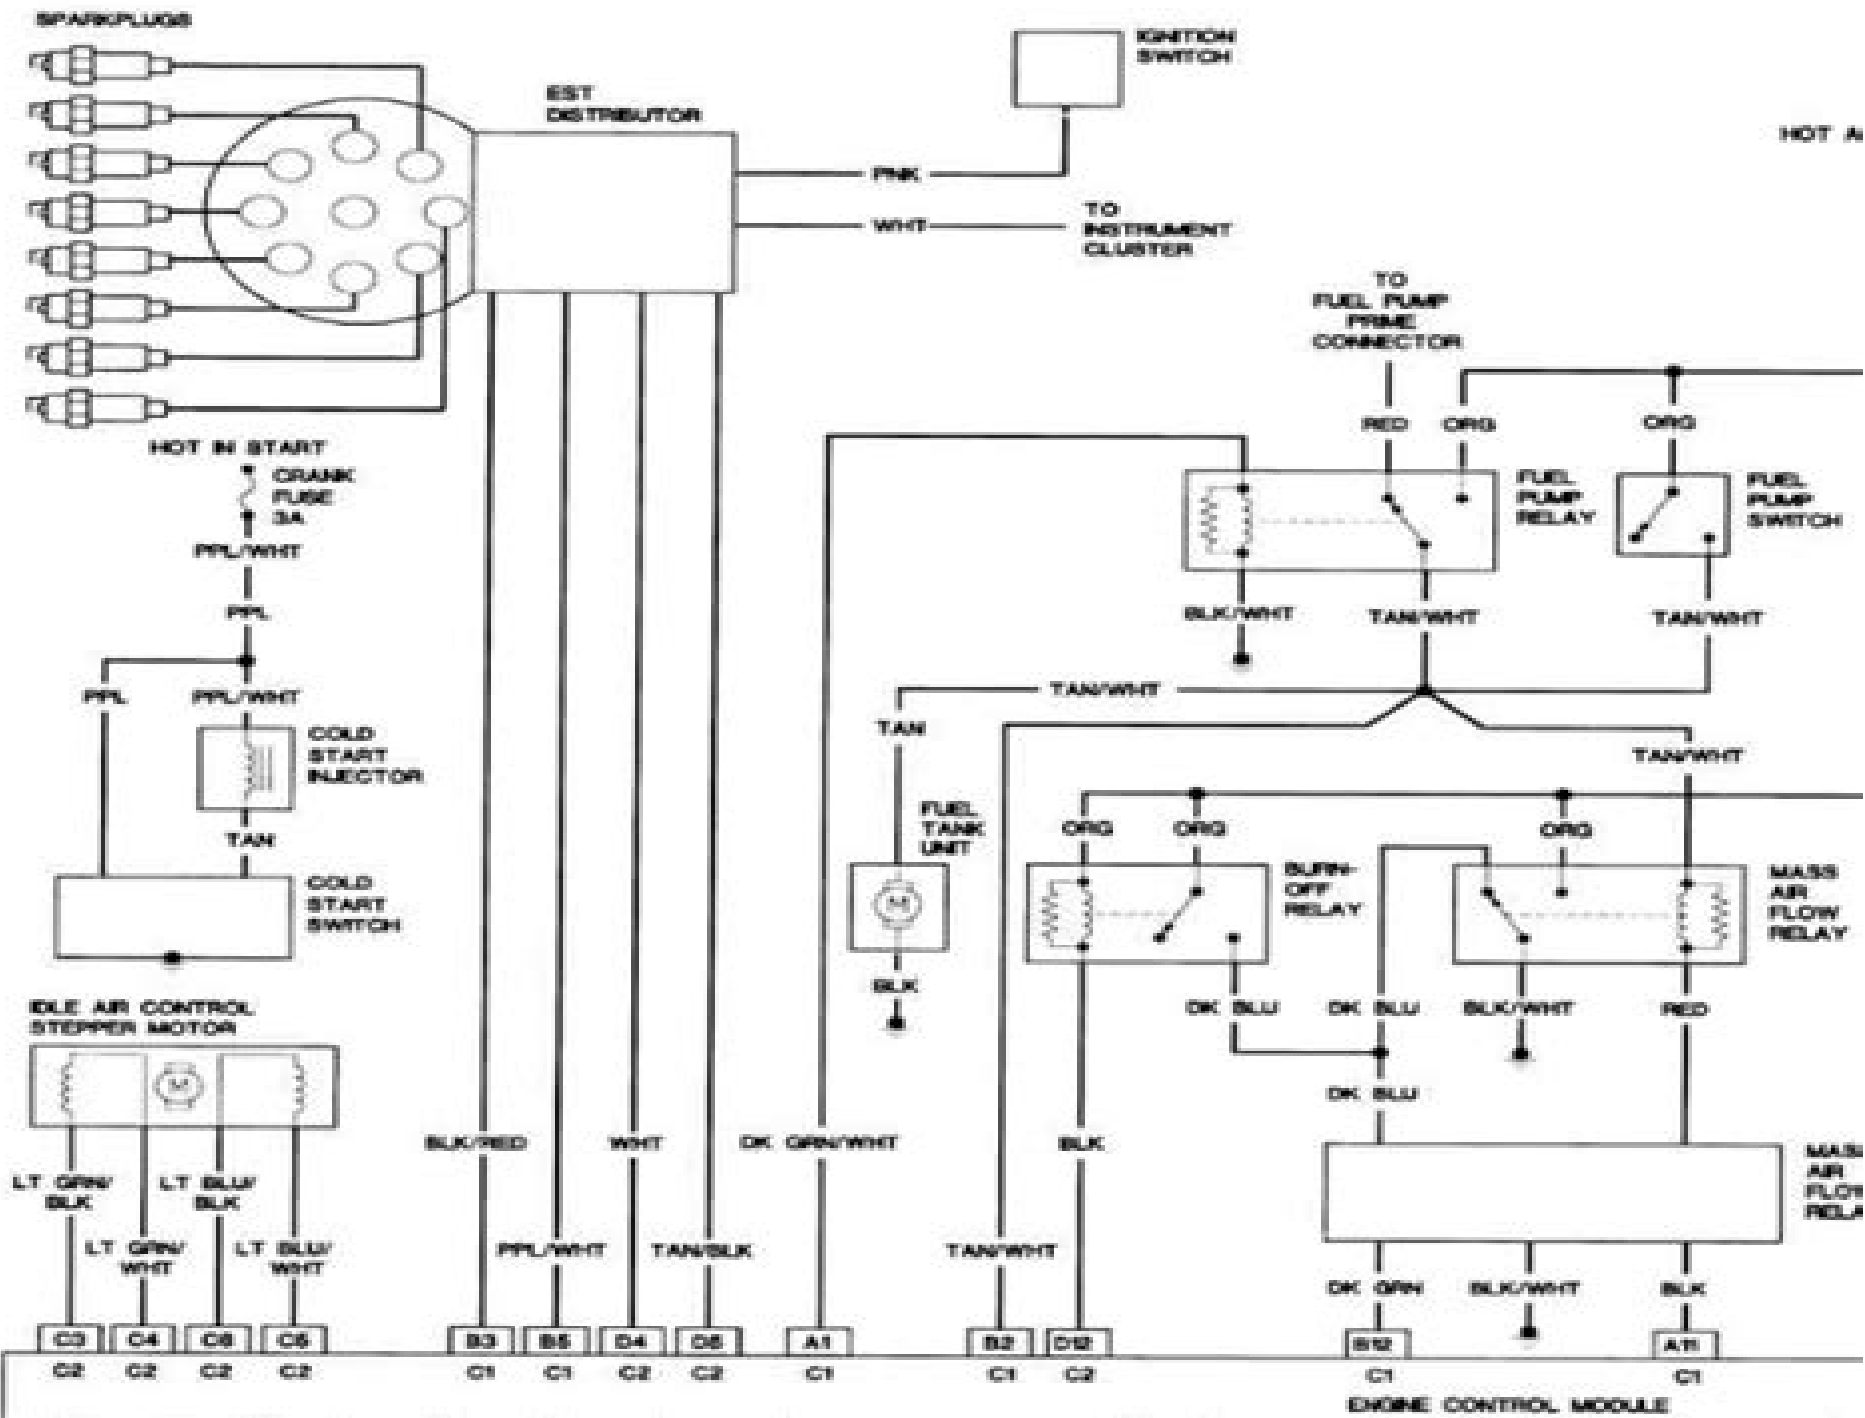 SPARKPLUGS
EST
DISTRIBUTOR
IGNITION
SWITCH
HOT
PNK
WHT
TO
INSTRUMENT
CLUSTER
TO
FUEL PUMP
PRIME
CONNECTOR
RED
ORG
ORG
HOT IN START
CRANK
FUSE
3A
PPL/WHT
PPL
PPL
PPL/WHT
COLD
START
INJECTOR
TAN
COLD
START
SWITCH
FUEL
PUMP
RELAY
FUEL
PUMP
SWITCH
BLK/WHT
TAN/WHT
TAN/WHT
TAN/WHT
TAN
TAN/WHT
FUEL
TANK
UNIT
M
BLK
ORG
ORG
ORG
BURN-
OFF
RELAY
MASS
AIR
FLOW
RELAY
DK BLU
DK BLU
BLK/WHT
RED
DK BLU
IDLE AIR CONTROL
STEPPER MOTOR
M
LT GRN/
BLK
LT BLU/
BLK
LT GRN/
WHT
LT BLU/
WHT
BLK/RED
WHT
DK GRN/WHT
BLK
PPL/WHT
TAN/BLK
TAN/WHT
AIR
DK GRN
BLK/WHT
BLK
C3
C4
B3
B5
D4
A1
B2
D12
B12
A11
C2
C2
C2
C2
C1
C1
C2
C2
C1
C1
C2
C1
C1
ENGINE CONTROL MODULE